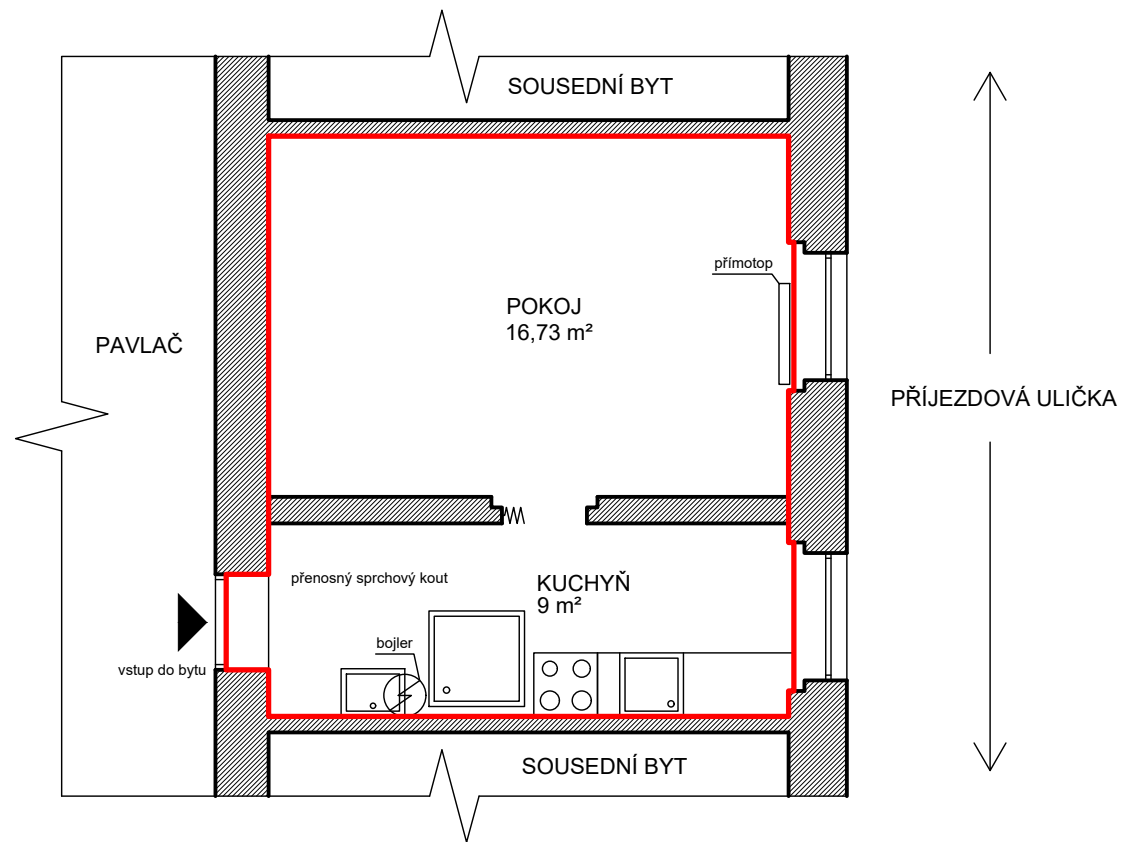 SOUSEDNÍ BYT
přímotop
POKOJ
16,73 m²
PAVLAČ
PŘÍJEZDOVÁ ULIČKA
přenosný sprchový kout
KUCHYŇ
9 m²
bojler
vstup do bytu
SOUSEDNÍ BYT